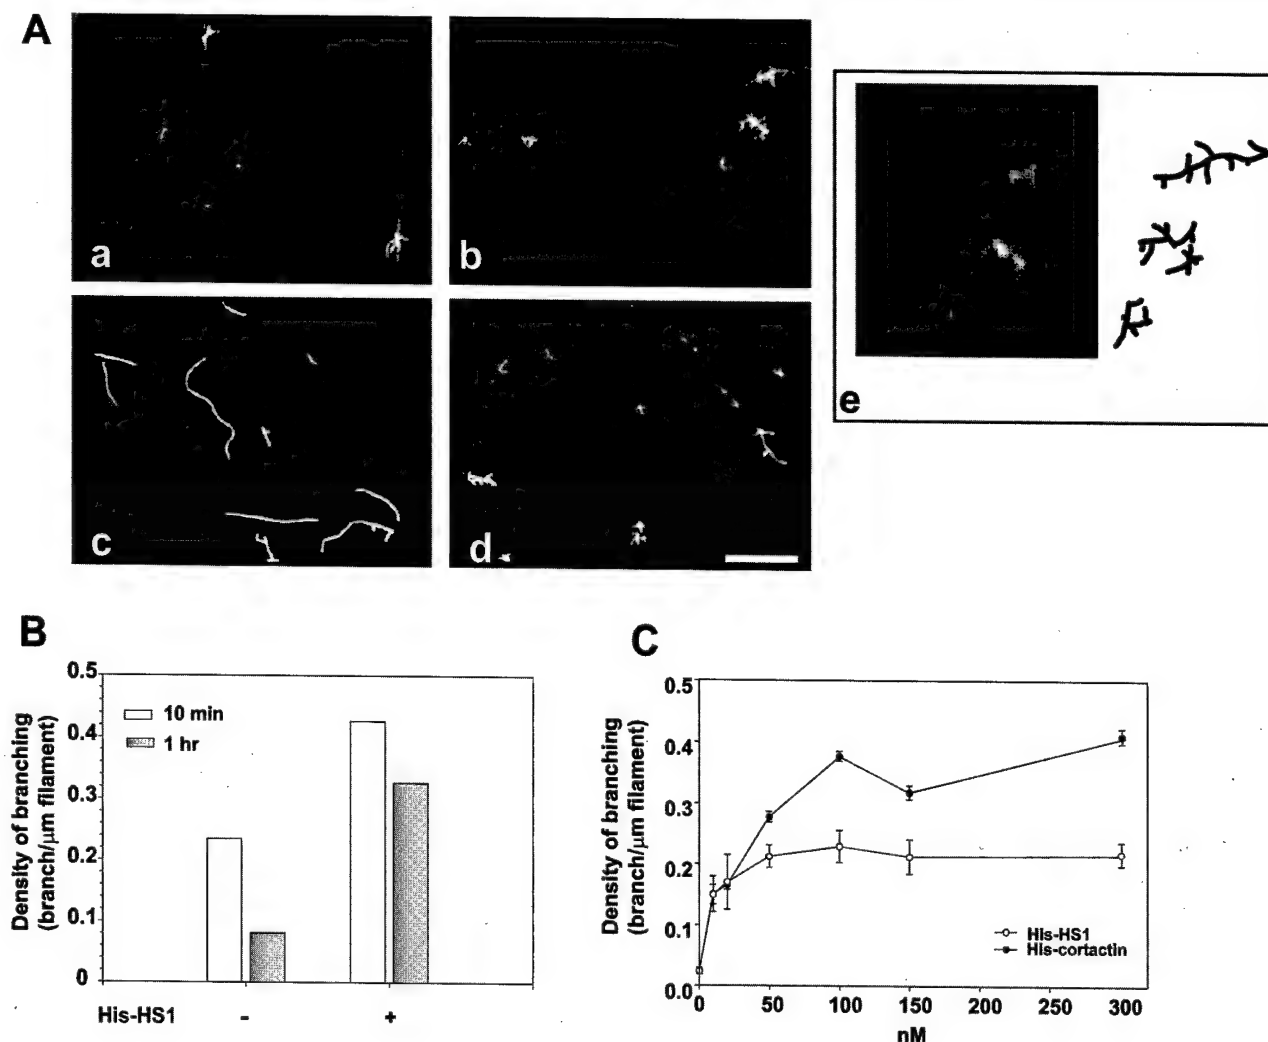 A
a
b
c
d
e
B
Density of branching
(branch/μm filament)
0.5
0.4
0.3
0.2
0.1
0
10 min
1 hr
His-HS1
-
+
C
Density of branching
(branch/μm filament)
0.5
0.4
0.3
0.2
0.1
0.0
His-HS1
His-cortactin
0
50
100
150
200
250
300
nM